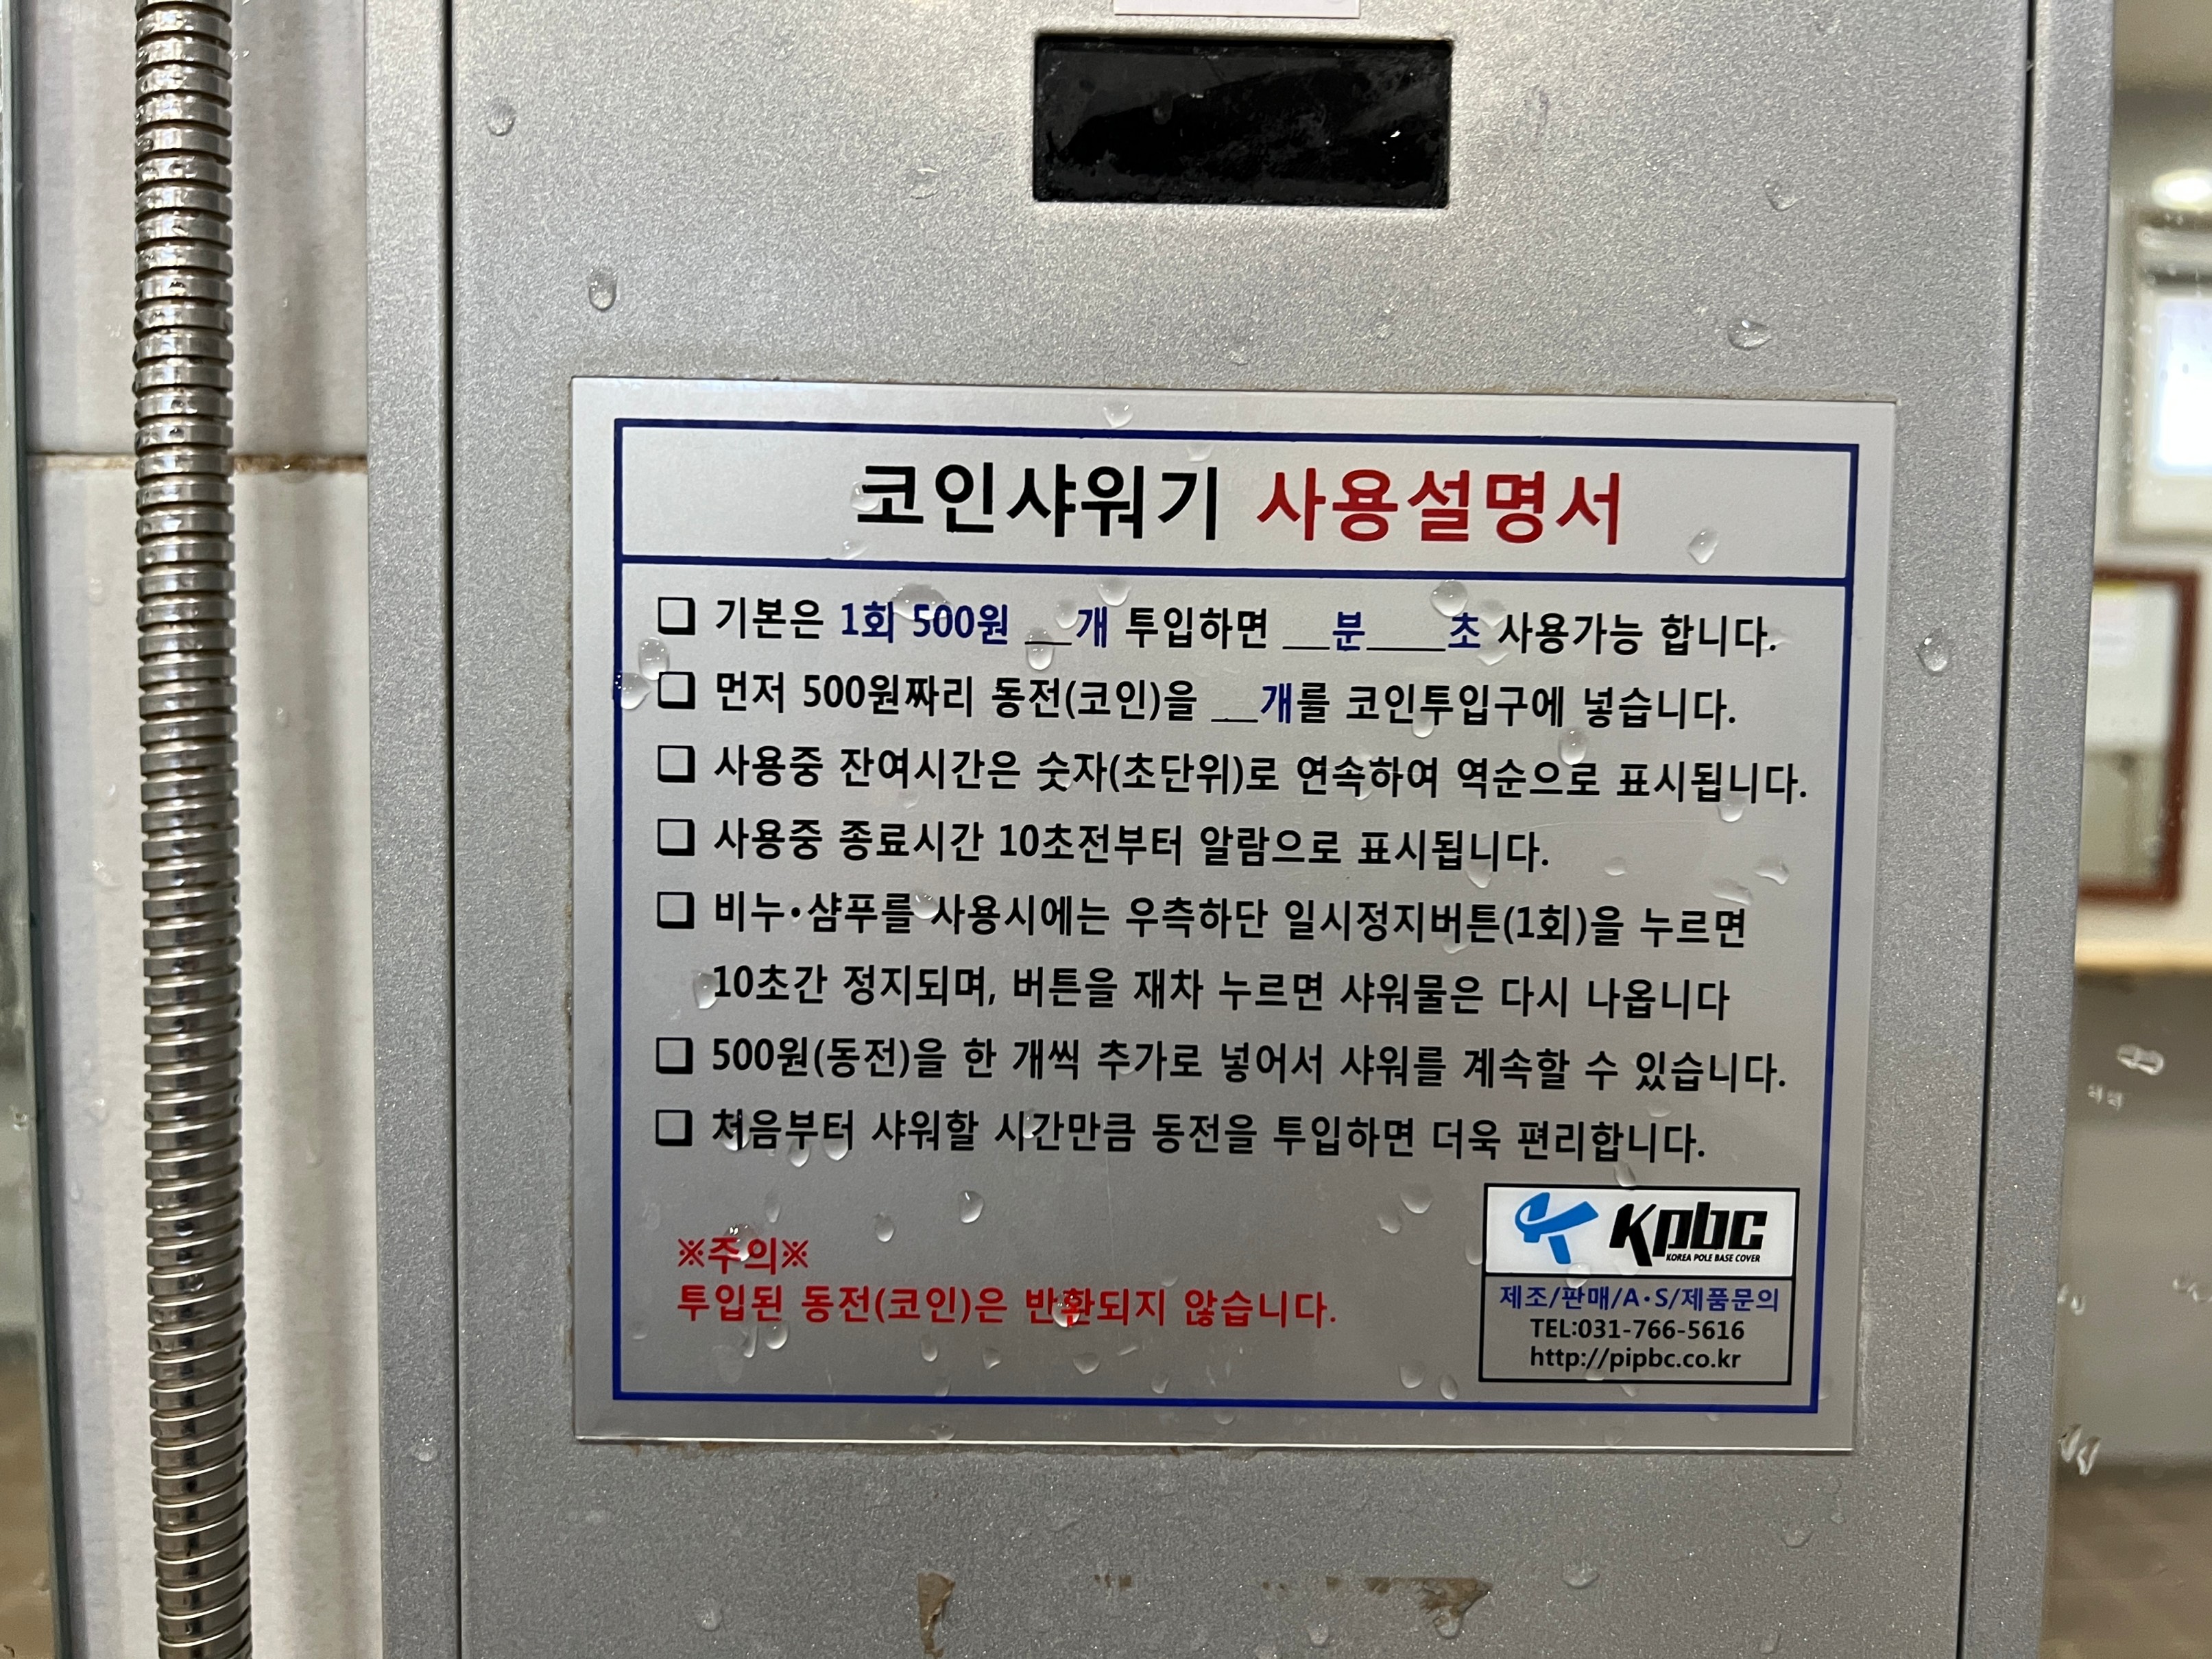 코인샤워기 사용설명서
❏ 기본은 1회 500원 __개 투입하면 __분____초 사용가능 합니다.
❏ 먼저 500원짜리 동전(코인)을 __개를 코인투입구에 넣습니다.
❏ 사용중 잔여시간은 숫자(초단위)로 연속하여 역순으로 표시됩니다.
❏ 사용중 종료시간 10초전부터 알람으로 표시됩니다.
❏ 비누·샴푸를 사용시에는 우측하단 일시정지버튼(1회)을 누르면
10초간 정지되며, 버튼을 재차 누르면 샤워물은 다시 나옵니다
❏ 500원(동전)을 한 개씩 추가로 넣어서 샤워를 계속할 수 있습니다.
❏ 처음부터 샤워할 시간만큼 동전을 투입하면 더욱 편리합니다.
※주의※
투입된 동전(코인)은 반환되지 않습니다.
kpbc
KOREA POLE BASE COVER
제조/판매/A·S/제품문의
TEL:031-766-5616
http://pipbc.co.kr